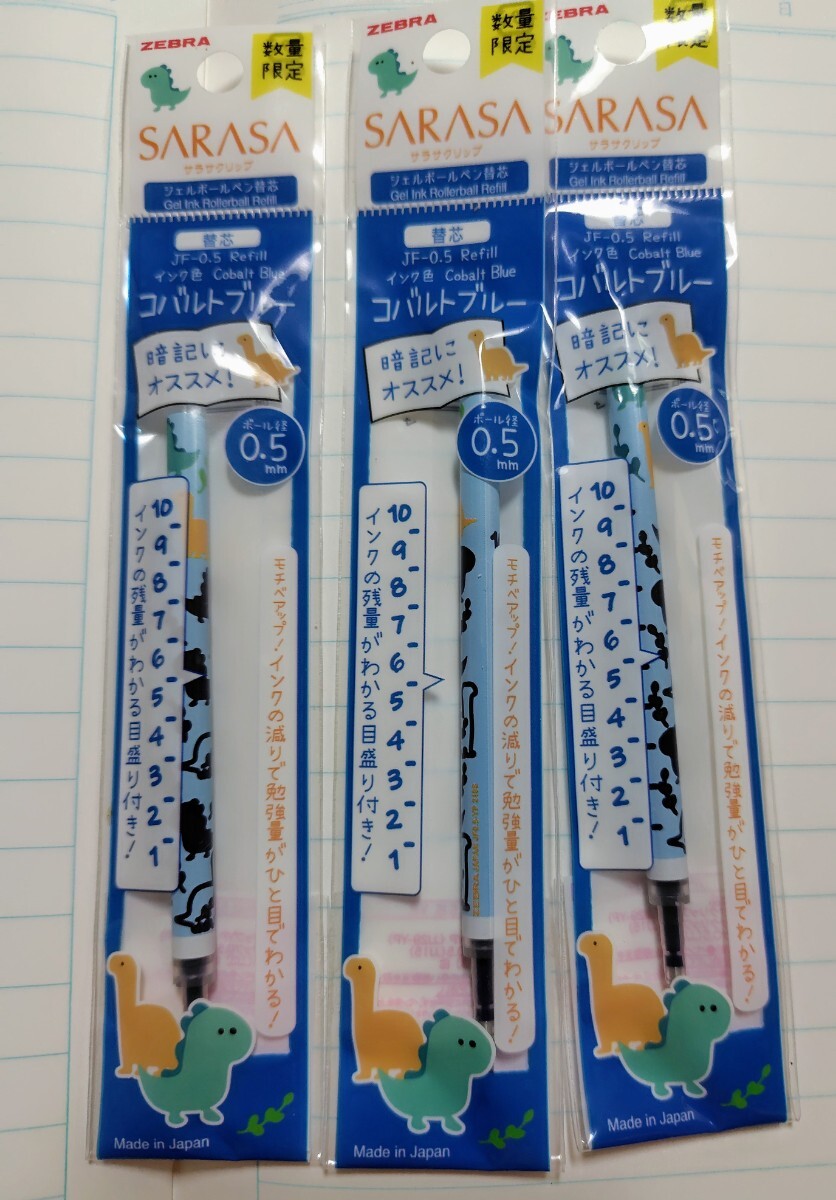 ZEBRA
数量
限定
SARASA
サラサクリップ
ジェルボールペン替芯
Gel Ink Rollerball Refill
替芯
JF-0.5 Refill
インク色 Cobalt Blue
コバルトブルー
暗記に
オススメ!
ボール径
0.5
mm
10
9
8
7
6
5
4
3
2
1
インクの残量がわかる目盛り付き!
モチベアップ!インクの減りで勉強量がひと目でわかる!
Made in Japan
ZEBRA
数量
限定
SARASA
サラサクリップ
ジェルボールペン替芯
Gel Ink Rollerball Refill
替芯
JF-0.5 Refill
インク色 Cobalt Blue
コバルトブルー
暗記に
オススメ!
ボール径
0.5
mm
10
9
8
7
6
5
4
3
2
1
インクの残量がわかる目盛り付き!
モチベアップ!インクの減りで勉強量がひと目でわかる!
ZEBRA JAPAN
Made in Japan
ZEBRA
数量
限定
SARASA
サラサクリップ
ジェルボールペン替芯
Gel Ink Rollerball Refill
替芯
JF-0.5 Refill
インク色 Cobalt Blue
コバルトブルー
暗記に
オススメ!
ボール径
0.5
mm
10
9
8
7
6
5
4
3
2
1
インクの残量がわかる目盛り付き!
モチベアップ!インクの減りで勉強量がひと目でわかる!
Made in Japan